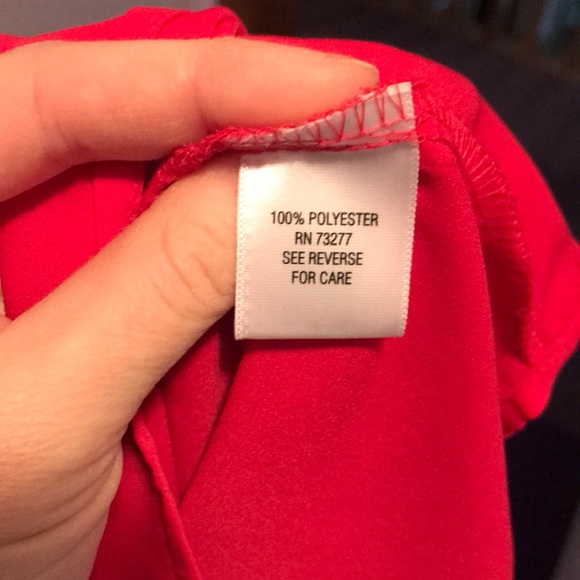 100% POLYESTER
RN 73277
SEE REVERSE
FOR CARE